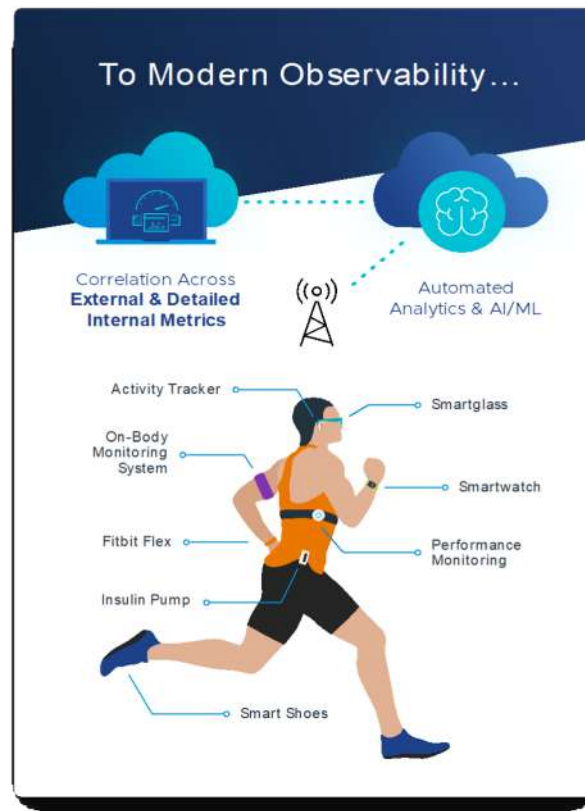 To Modern Observability...
Correlation Across
External & Detailed
Internal Metrics
Automated
Analytics & AI/ML
Activity Tracker
Smartglass
On-Body
Monitoring
System
Smartwatch
Fitbit Flex
Performance
Monitoring
Insulin Pump
Smart Shoes